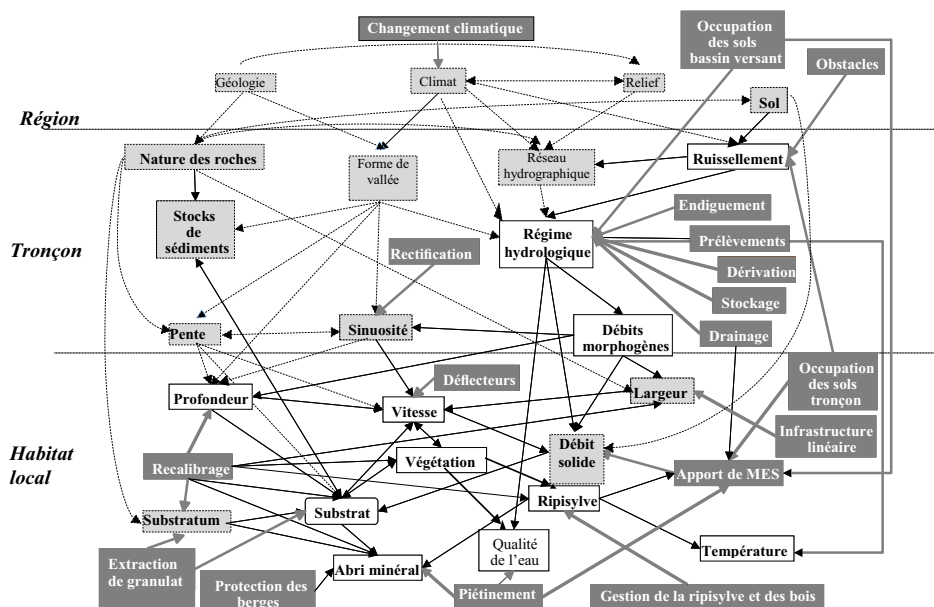 Changement climatique
Occupation
des sols
bassin versant
Obstacles
Géologie
Climat
Relief
Sol
Région
Nature des roches
Forme de
vallée
Réseau
hydrographique
Ruissellement
Stocks
de
sédiments
Tronçon
Régime
hydrologique
Endiguement
Prélèvements
Rectification
Dérivation
Stockage
Pente
Sinuosité
Débits
morphogènes
Drainage
Profondeur
Déflecteurs
Vitesse
Largeur
Occupation
des sols
tronçon
Infrastructure
linéaire
Habitat
local
Recalibrage
Végétation
Débit
solide
Apport de MES
Substratum
Substrat
Ripisylve
Extraction
de granulat
Qualité
de l’eau
Température
Abri minéral
Protection des
berges
Piétinement
Gestion de la ripisylve et des bois